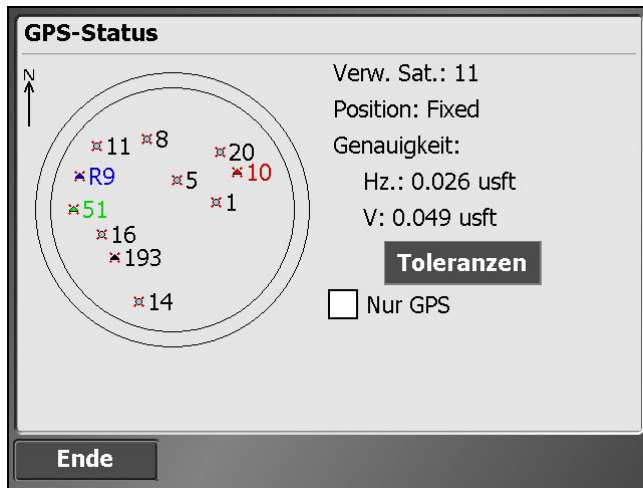 GPS-Status
N
Verw. Sat.: 11
Position: Fixed
Genauigkeit:
Hz.: 0.026 usft
V: 0.049 usft
Toleranzen
Nur GPS
11
8
20
R9
5
10
51
1
16
193
14
Ende